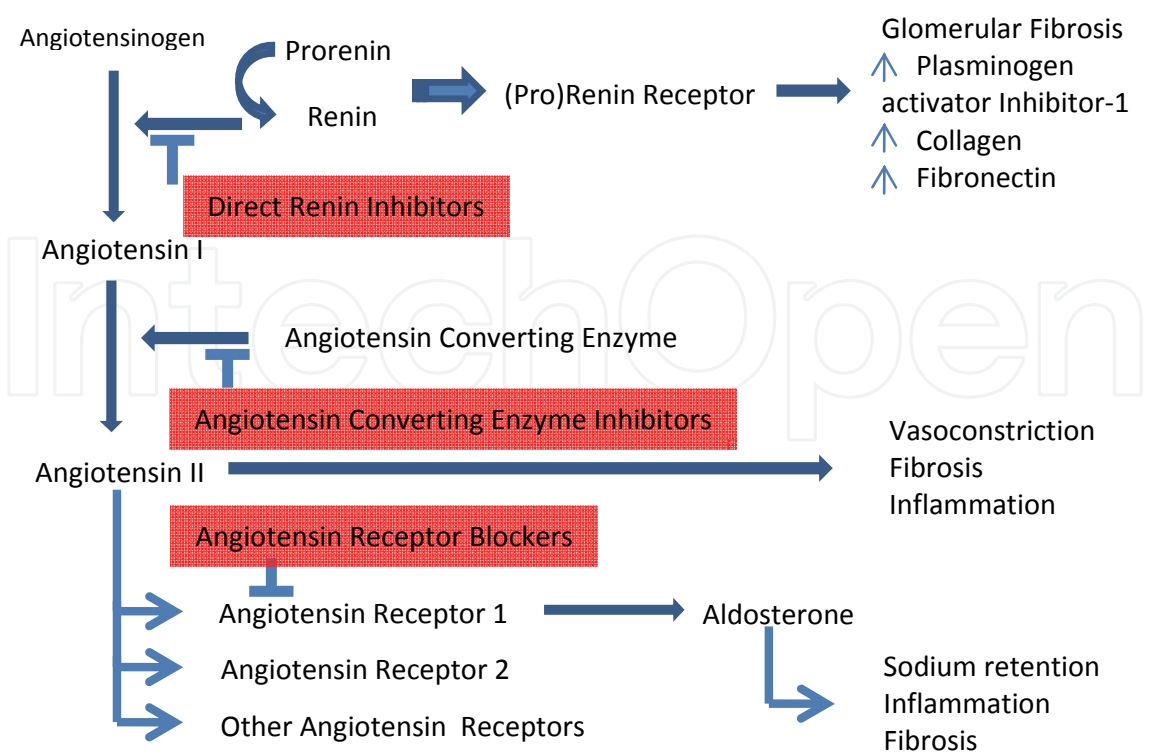 Angiotensinogen
Prorenin
Renin
(Pro)Renin Receptor
Glomerular Fibrosis
Plasminogen
activator Inhibitor-1
Collagen
Fibronectin
Direct Renin Inhibitors
Angiotensin I
Angiotensin Converting Enzyme
Angiotensin Converting Enzyme Inhibitors
Angiotensin II
Vasoconstriction
Fibrosis
Inflammation
Angiotensin Receptor Blockers
Angiotensin Receptor 1
Aldosterone
Angiotensin Receptor 2
Other Angiotensin Receptors
Sodium retention
Inflammation
Fibrosis
IntechOpen